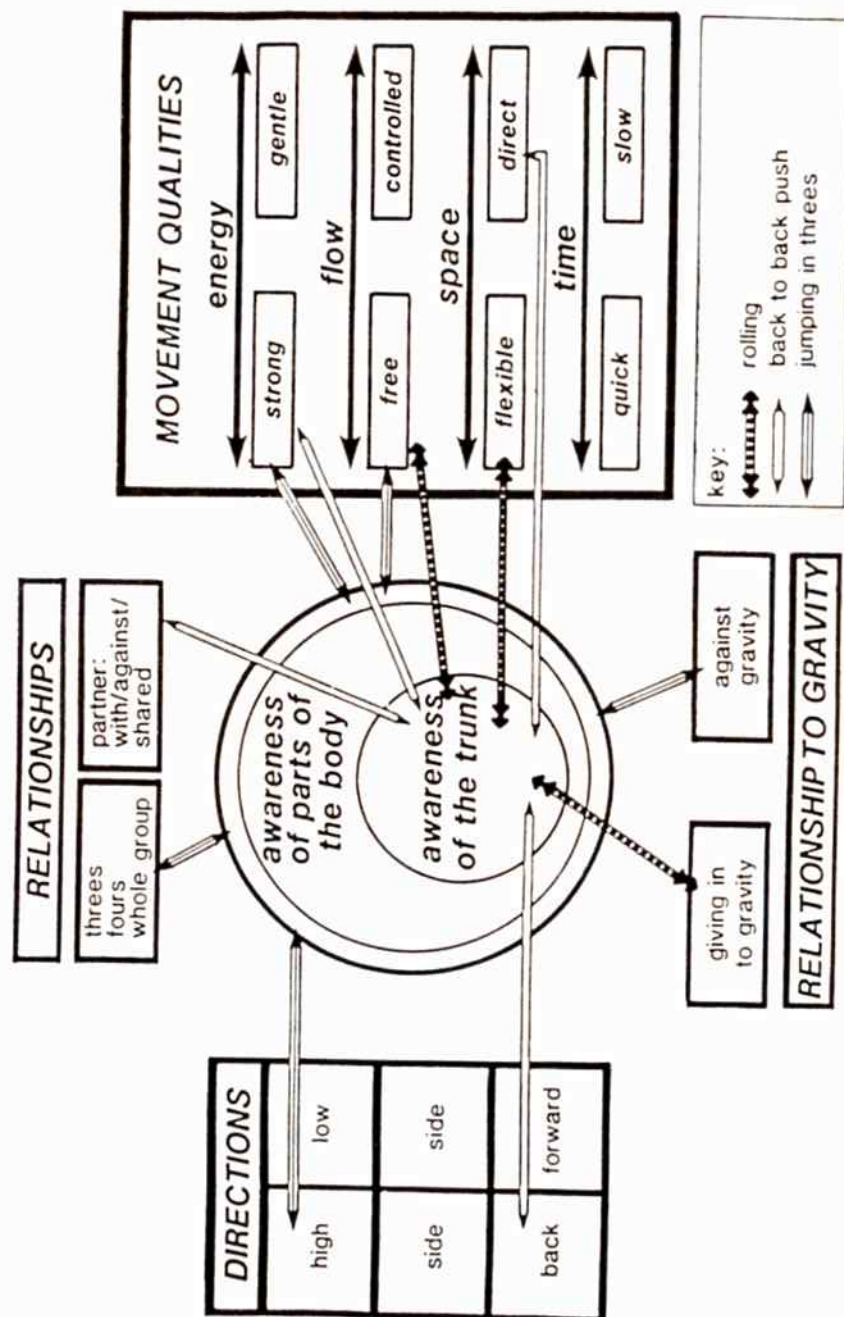 RELATIONSHIPS
threes
fours
whole group
partner:
with/against/
shared
DIRECTIONS
high
low
side
side
back
forward
awareness
of parts of
the body
awareness
of the trunk
MOVEMENT QUALITIES
energy
strong
gentle
flow
free
controlled
space
flexible
direct
time
quick
slow
giving in
to gravity
against
gravity
RELATIONSHIP TO GRAVITY
key:
rolling
back to back push
jumping in threes